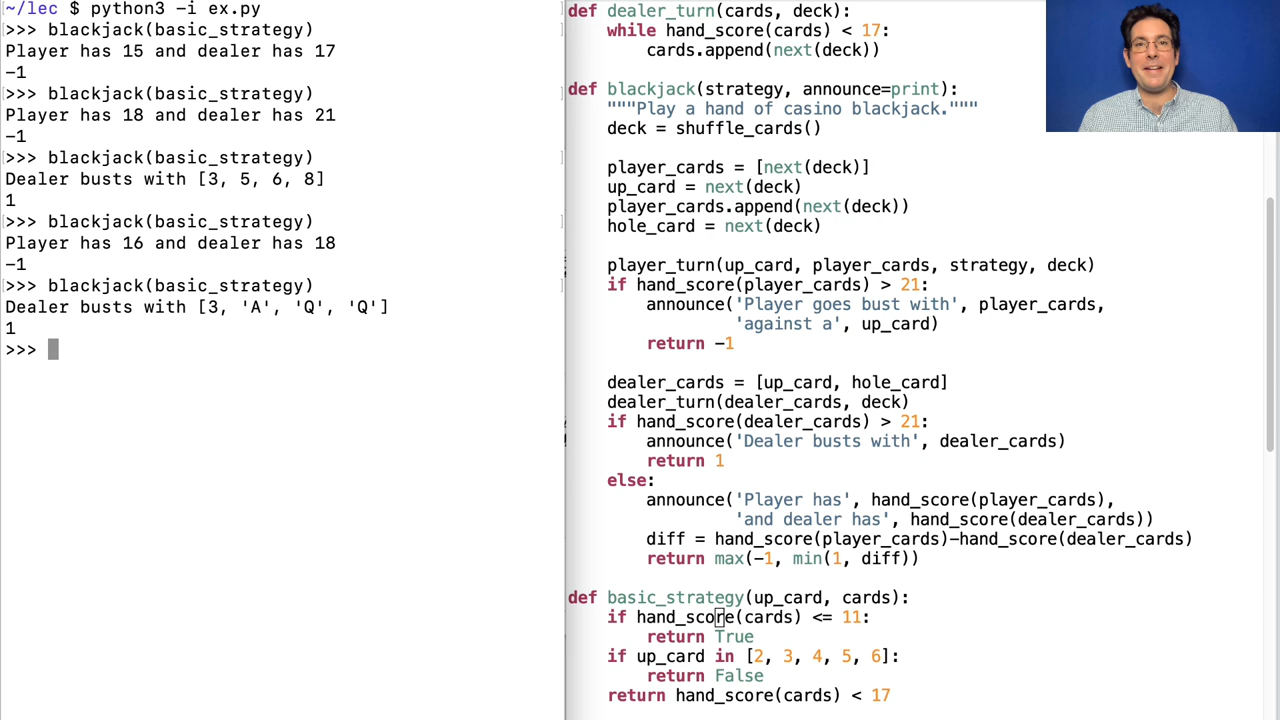 ~/lec $ python3 -i ex.py
>>> blackjack(basic_strategy)
Player has 15 and dealer has 17
-1
>>> blackjack(basic_strategy)
Player has 18 and dealer has 21
-1
>>> blackjack(basic_strategy)
Dealer busts with [3, 5, 6, 8]
1
>>> blackjack(basic_strategy)
Player has 16 and dealer has 18
-1
>>> blackjack(basic_strategy)
Dealer busts with [3, 'A', 'Q', 'Q']
1
>>>
def dealer_turn(cards, deck):
    while hand_score(cards) < 17:
        cards.append(next(deck))

def blackjack(strategy, announce=print):
    """Play a hand of casino blackjack."""
    deck = shuffle_cards()

    player_cards = [next(deck)]
    up_card = next(deck)
    player_cards.append(next(deck))
    hole_card = next(deck)

    player_turn(up_card, player_cards, strategy, deck)
    if hand_score(player_cards) > 21:
        announce('Player goes bust with', player_cards,
                 'against a', up_card)
        return -1

    dealer_cards = [up_card, hole_card]
    dealer_turn(dealer_cards, deck)
    if hand_score(dealer_cards) > 21:
        announce('Dealer busts with', dealer_cards)
        return 1
    else:
        announce('Player has', hand_score(player_cards),
                 'and dealer has', hand_score(dealer_cards))
        diff = hand_score(player_cards)-hand_score(dealer_cards)
        return max(-1, min(1, diff))

def basic_strategy(up_card, cards):
    if hand_score(cards) <= 11:
        return True
    if up_card in [2, 3, 4, 5, 6]:
        return False
    return hand_score(cards) < 17